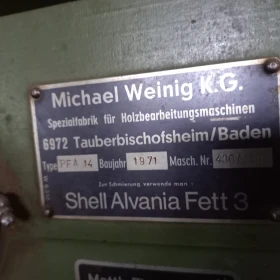 Michael Weinig K.G.
Spezialfabrik für Holzbearbeitungsmaschinen
6972 Tauberbischofsheim/Baden
Type PFA 14 Baujahr 1971 Masch. Nr.
Zur Schmierung verwende man
Shell Alvania Fett 3